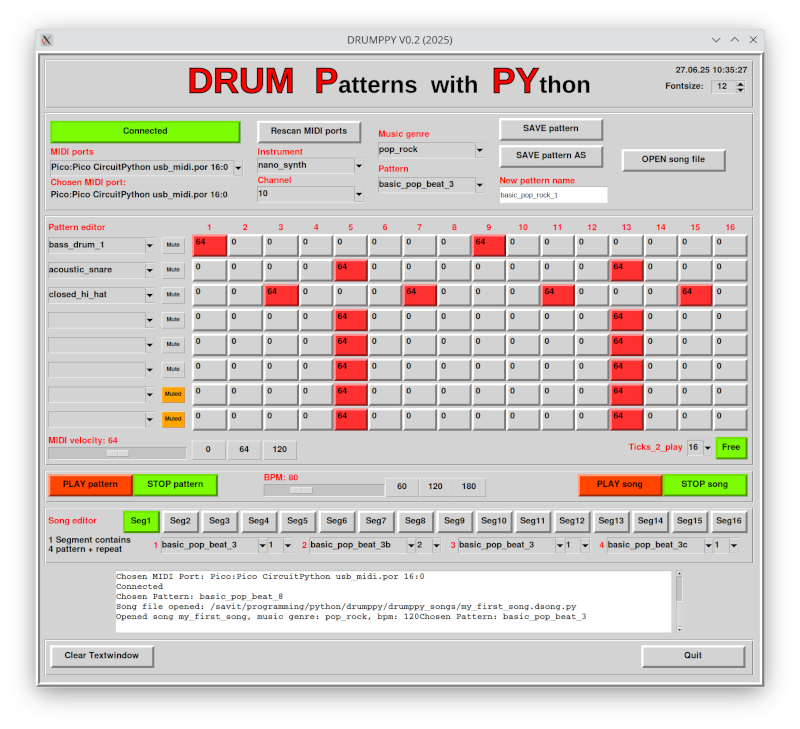 DRUMPPY V0.2 (2025)
DRUM Patterns with PYthon
27.06.25 10:35:27
Fontsize: 12
Connected
Rescan MIDI ports
Music genre
SAVE pattern
MIDI ports
Instrument
pop_rock
SAVE pattern AS
OPEN song file
Pico:Pico CircuitPython usb_midi.por 16:0
nano_synth
Pattern
Chosen MIDI port:
Channel
basic_pop_beat_3
New pattern name
Pico:Pico CircuitPython usb_midi.por 16:0
10
basic_pop_rock_1
Pattern editor 1 2 3 4 5 6 7 8 9 10 11 12 13 14 15 16
bass_drum_1 Mute 64 0 0 0 0 0 0 0 64 0 0 0 0 0 0 0
acoustic_snare Mute 0 0 0 0 64 0 0 0 0 0 0 0 64 0 0 0
closed_hi_hat Mute 0 0 64 0 0 0 64 0 0 0 64 0 0 0 64 0
Mute 0 0 0 0 64 0 0 0 0 0 0 0 64 0 0 0
Mute 0 0 0 0 64 0 0 0 0 0 0 0 64 0 0 0
Mute 0 0 0 0 64 0 0 0 0 0 0 0 64 0 0 0
Muted 0 0 0 0 64 0 0 0 0 0 0 0 64 0 0 0
Muted 0 0 0 0 64 0 0 0 0 0 0 0 64 0 0 0
MIDI velocity: 64
0 64 120
Ticks_2_play 16 Free
PLAY pattern STOP pattern
BPM: 80
60 120 180
PLAY song STOP song
Song editor Seg1 Seg2 Seg3 Seg4 Seg5 Seg6 Seg7 Seg8 Seg9 Seg10 Seg11 Seg12 Seg13 Seg14 Seg15 Seg16
1 Segment contains
4 pattern + repeat
1 basic_pop_beat_3 1 2 basic_pop_beat_3b 2 3 basic_pop_beat_3 1 4 basic_pop_beat_3c 1
Chosen MIDI Port: Pico:Pico CircuitPython usb_midi.por 16:0
Connected
Chosen Pattern: basic_pop_beat_8
Song file opened: /savit/programming/python/drumppy/drumppy_songs/my_first_song.dsong.py
Opened song my_first_song, music genre: pop_rock, bpm: 120Chosen Pattern: basic_pop_beat_3
Clear Textwindow
Quit